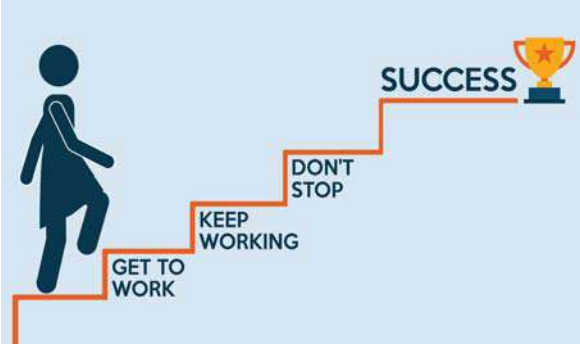 SUCCESS
DON'T
STOP
KEEP
WORKING
GET TO
WORK